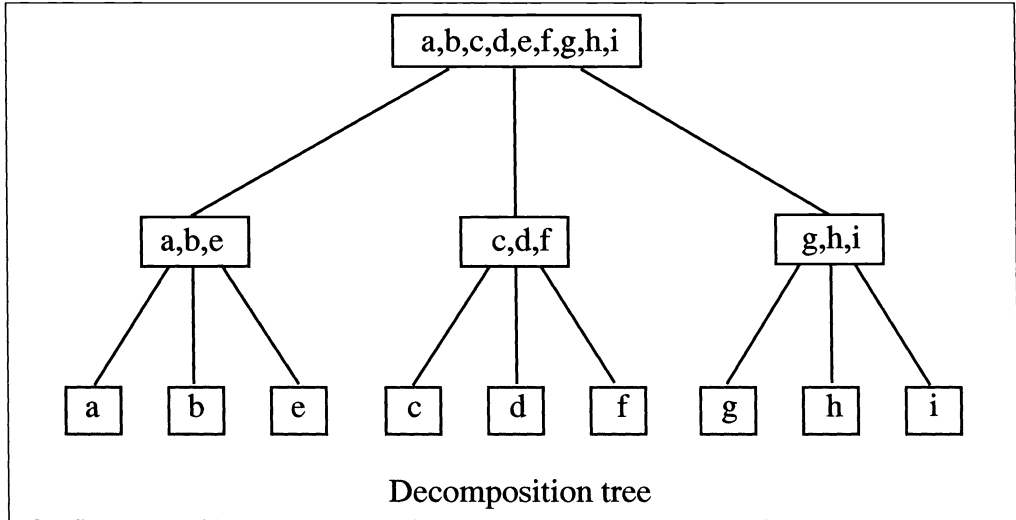 a,b,c,d,e,f,g,h,i
a,b,e
c,d,f
g,h,i
a
b
e
c
d
f
g
h
i
Decomposition tree